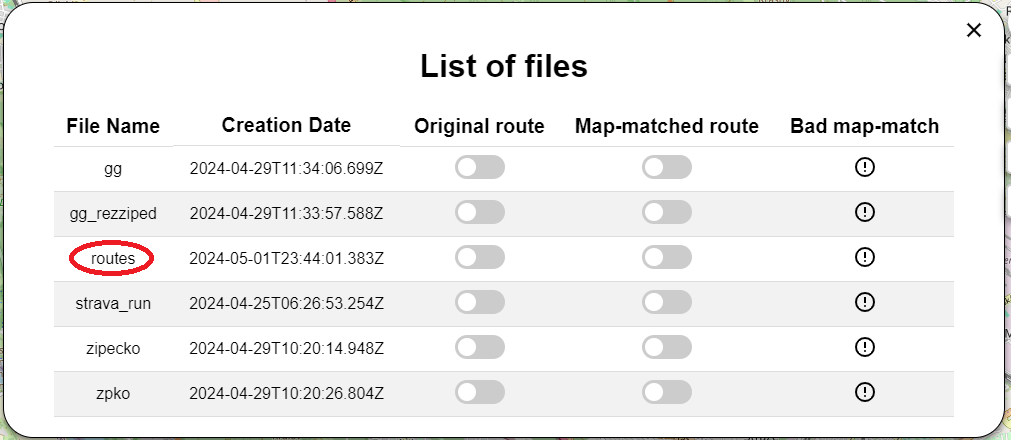 List of files
File Name Creation Date Original route Map-matched route Bad map-match
gg 2024-04-29T11:34:06.699Z
gg_rezziped 2024-04-29T11:33:57.588Z
routes 2024-05-01T23:44:01.383Z
strava_run 2024-04-25T06:26:53.254Z
zipecko 2024-04-29T10:20:14.948Z
zpko 2024-04-29T10:20:26.804Z